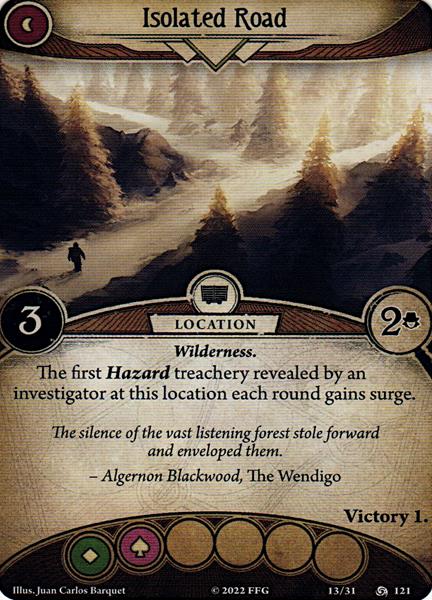 Isolated Road
3
LOCATION
2
Wilderness.
The first Hazard treachery revealed by an
investigator at this location each round gains surge.
The silence of the vast listening forest stole forward
and enveloped them.
– Algernon Blackwood, The Wendigo
Victory 1.
Illus. Juan Carlos Barquet
© 2022 FFG
13/31
121